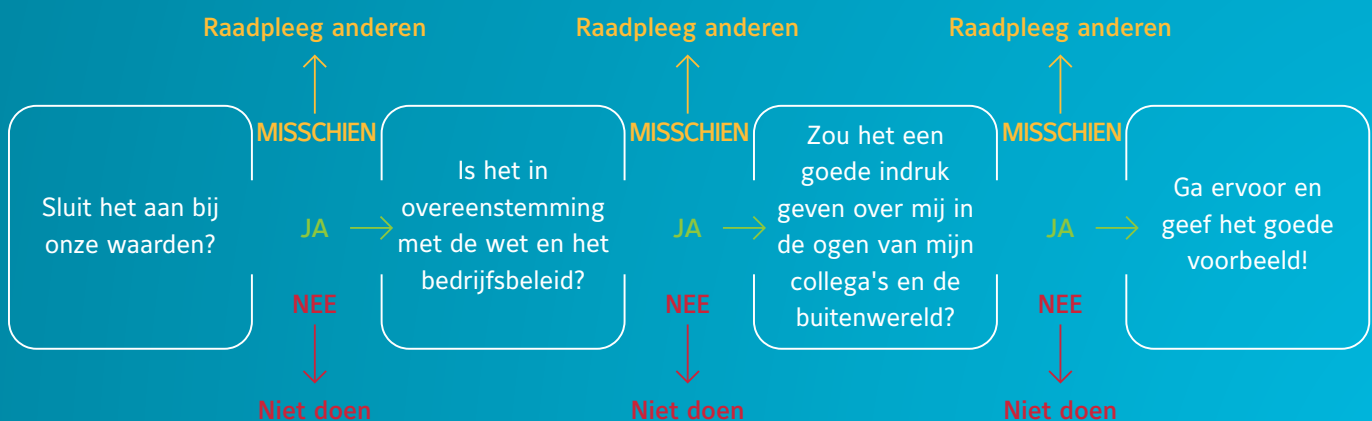 Raadpleeg anderen
Raadpleeg anderen
Raadpleeg anderen
Sluit het aan bij
onze waarden?
MISSCHIEN
JA
NEE
Niet doen
Is het in
overeenstemming
met de wet en het
bedrijfsbeleid?
MISSCHIEN
JA
NEE
Niet doen
Zou het een
goede indruk
geven over mij in
de ogen van mijn
collega's en de
buitenwereld?
MISSCHIEN
JA
NEE
Niet doen
Ga ervoor en
geef het goede
voorbeeld!